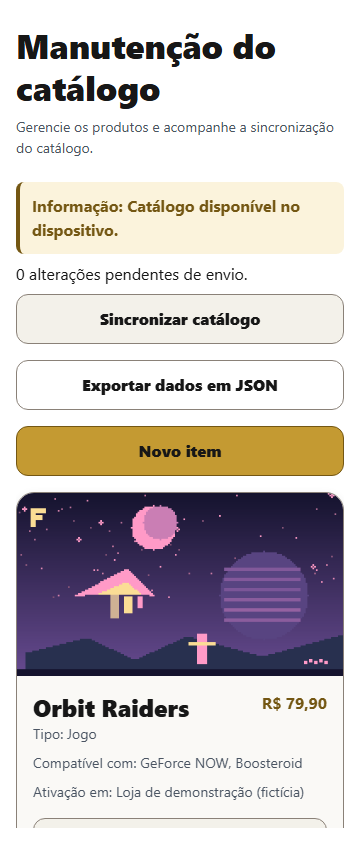 Manutenção do
catálogo
Gerencie os produtos e acompanhe a sincronização
do catálogo.
Informação: Catálogo disponível no
dispositivo.
0 alterações pendentes de envio.
Sincronizar catálogo
Exportar dados em JSON
Novo item
F
Orbit Raiders
R$ 79,90
Tipo: Jogo
Compatível com: GeForce NOW, Boosteroid
Ativação em: Loja de demonstração (fictícia)